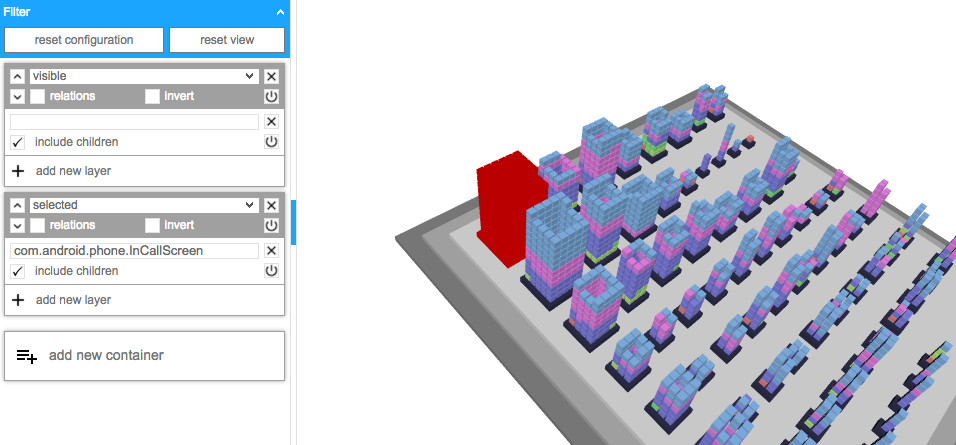 Filter
reset configuration
reset view
visible
relations
Invert
include children
add new layer
selected
relations
Invert
com.android.phone.InCallScreen
include children
add new layer
add new container